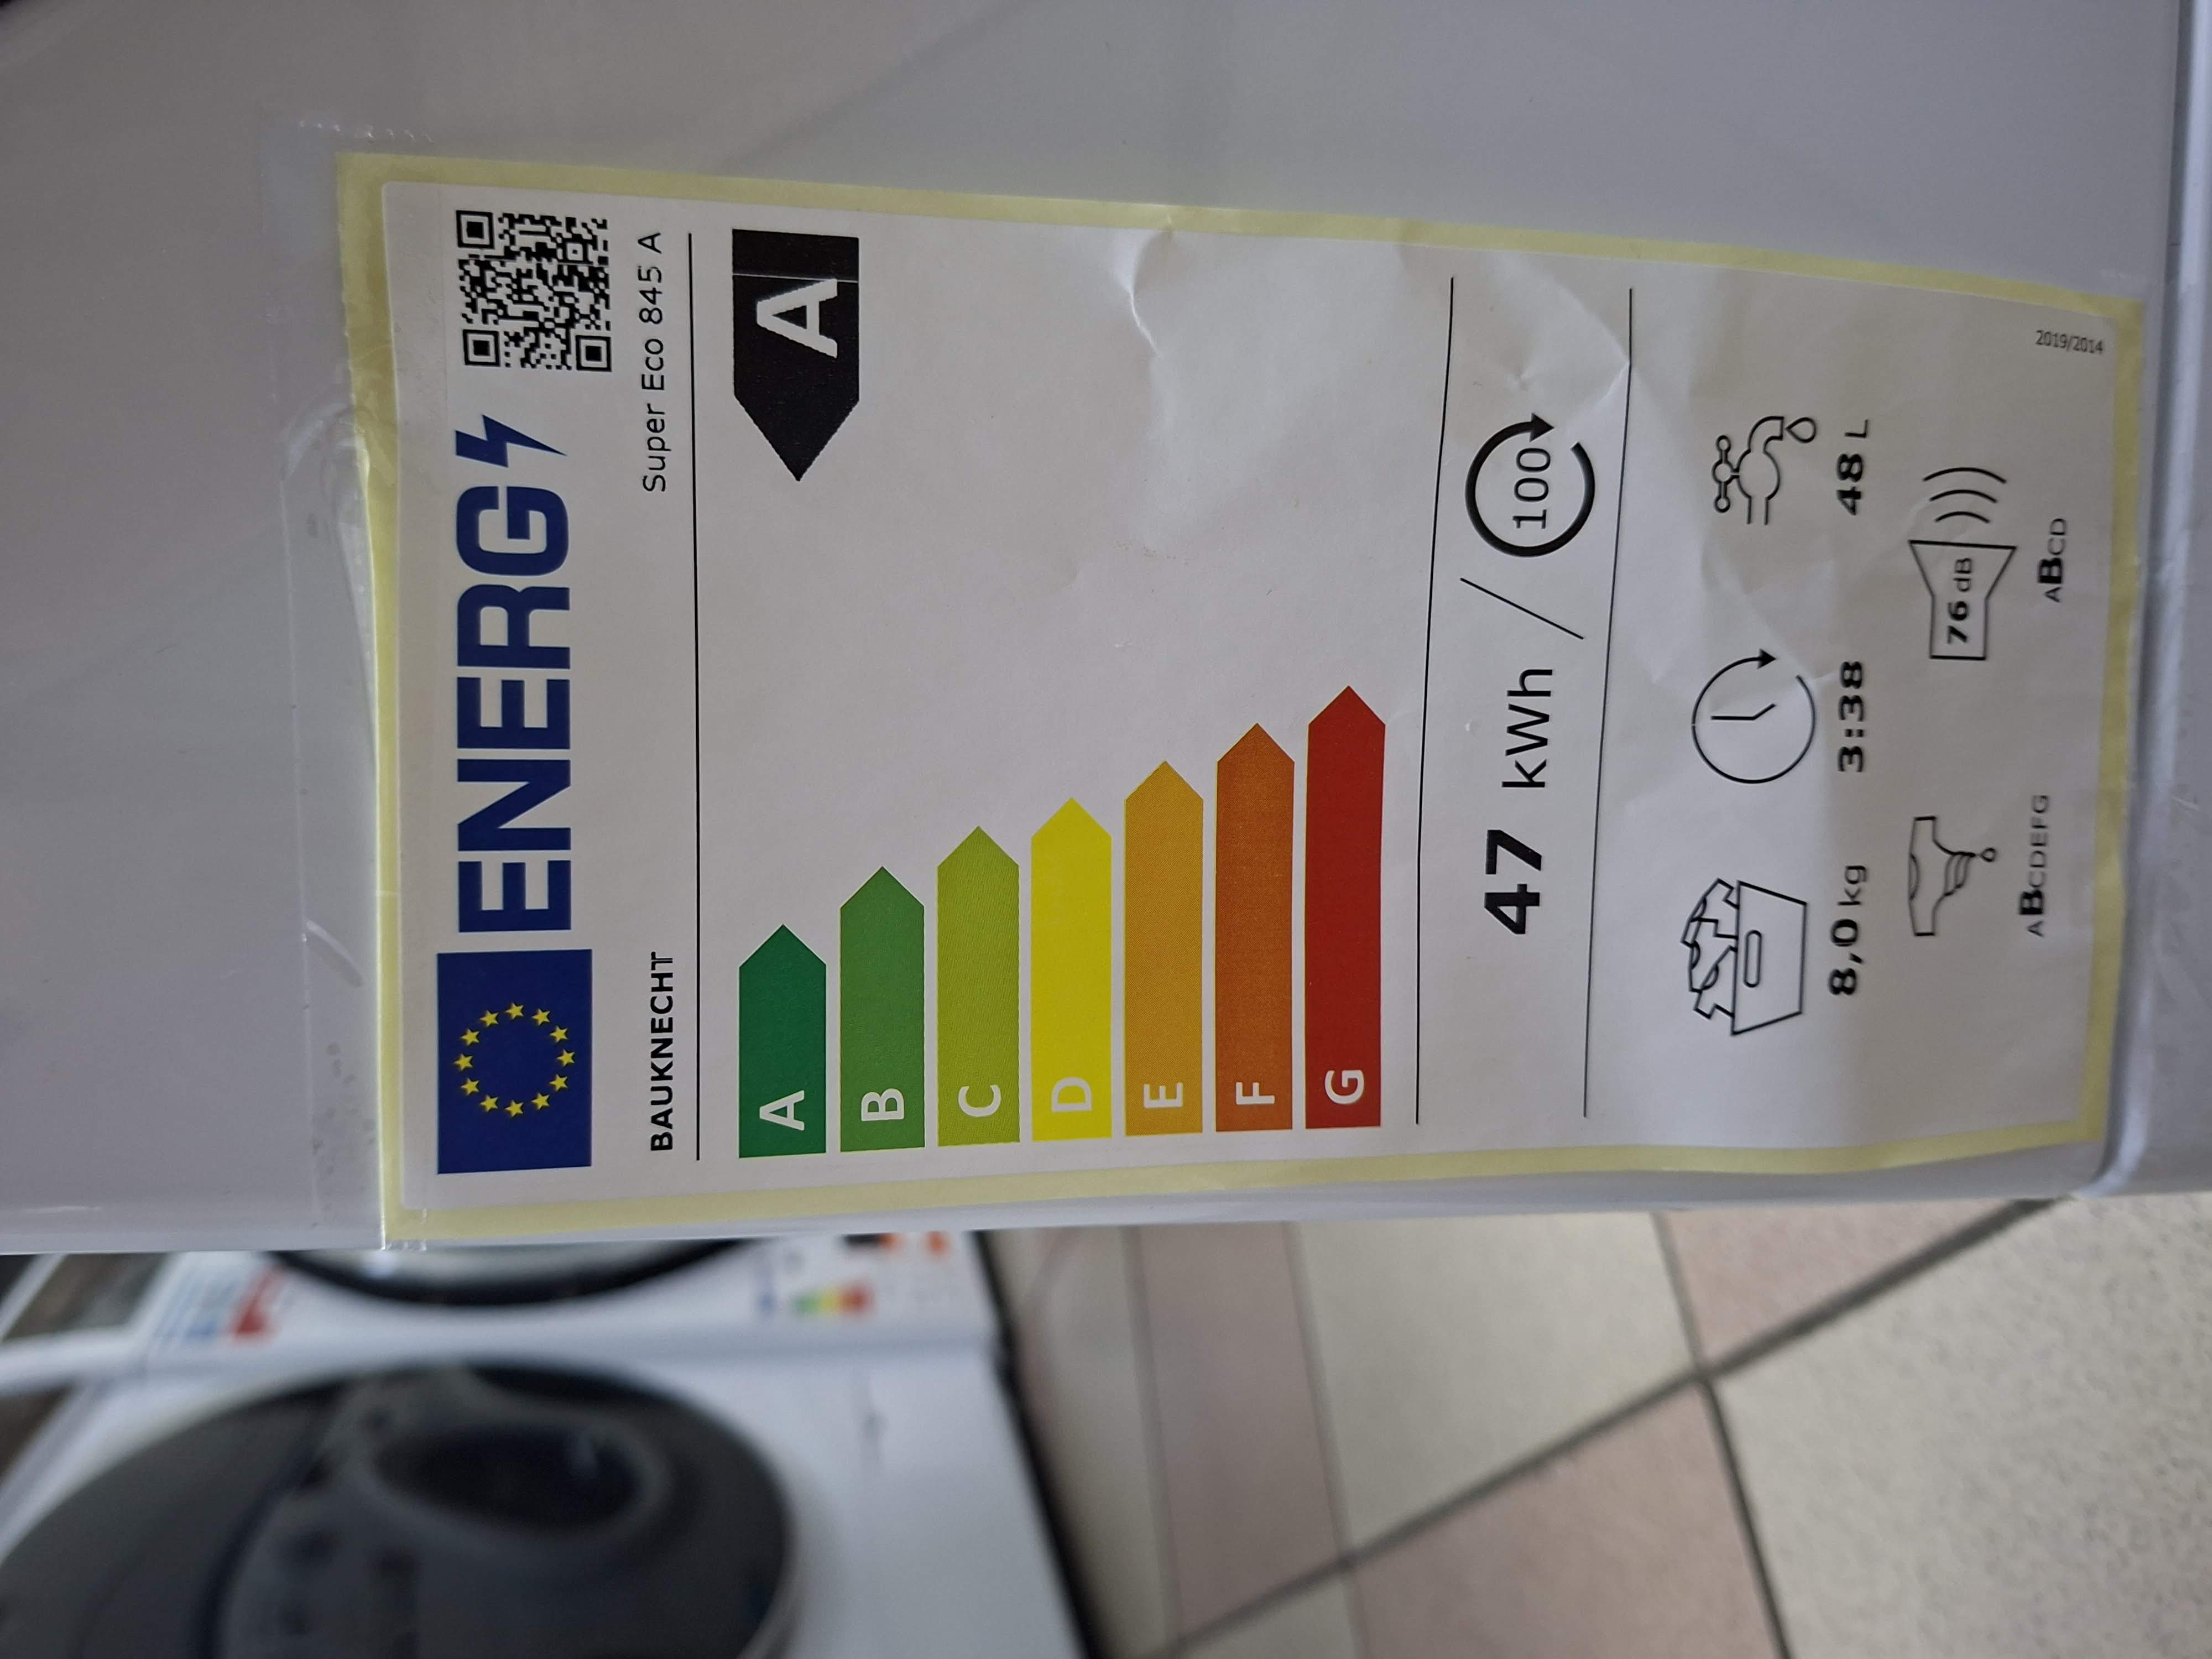 ENERG
BAUKNECHT
Super Eco 845 A
A
A
B
C
D
E
F
G
47 kWh / 100
8,0 kg
3:38
48 L
76 dB
ABCDEFG
ABCD
2019/2014